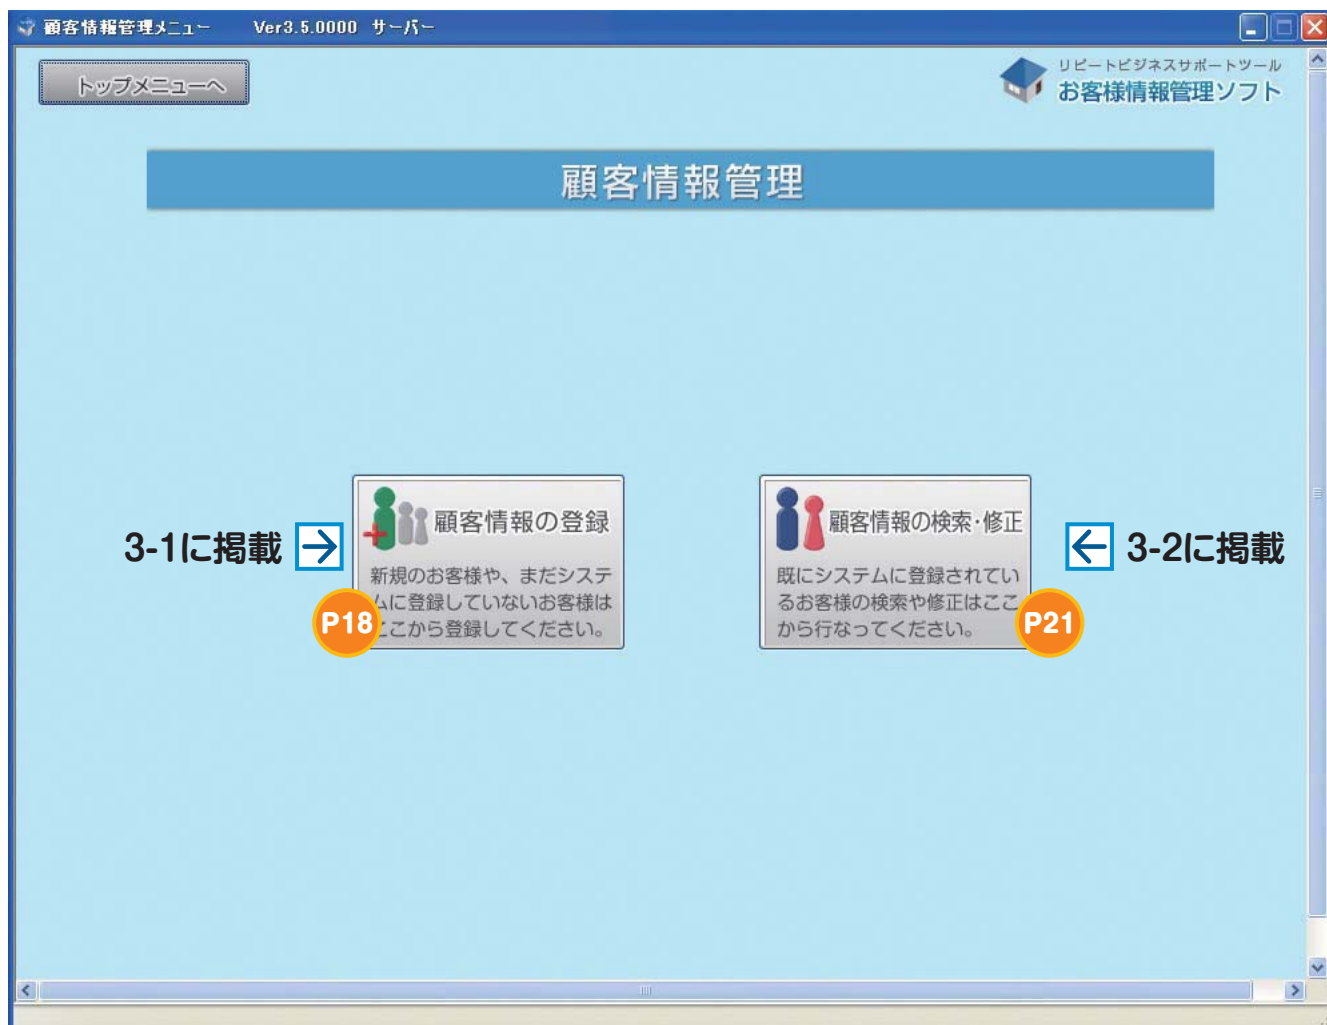 顧客情報管理メニュー Ver3.5.0000 サーバー
トップメニューへ
リピートビジネスサポートツール
お客様情報管理ソフト
顧客情報管理
3-1に掲載
顧客情報の登録
新規のお客様や、まだシステ
ムに登録していないお客様は
ここから登録してください。
P18
顧客情報の検索・修正
既にシステムに登録されてい
るお客様の検索や修正はここ
から行なってください。
P21
3-2に掲載